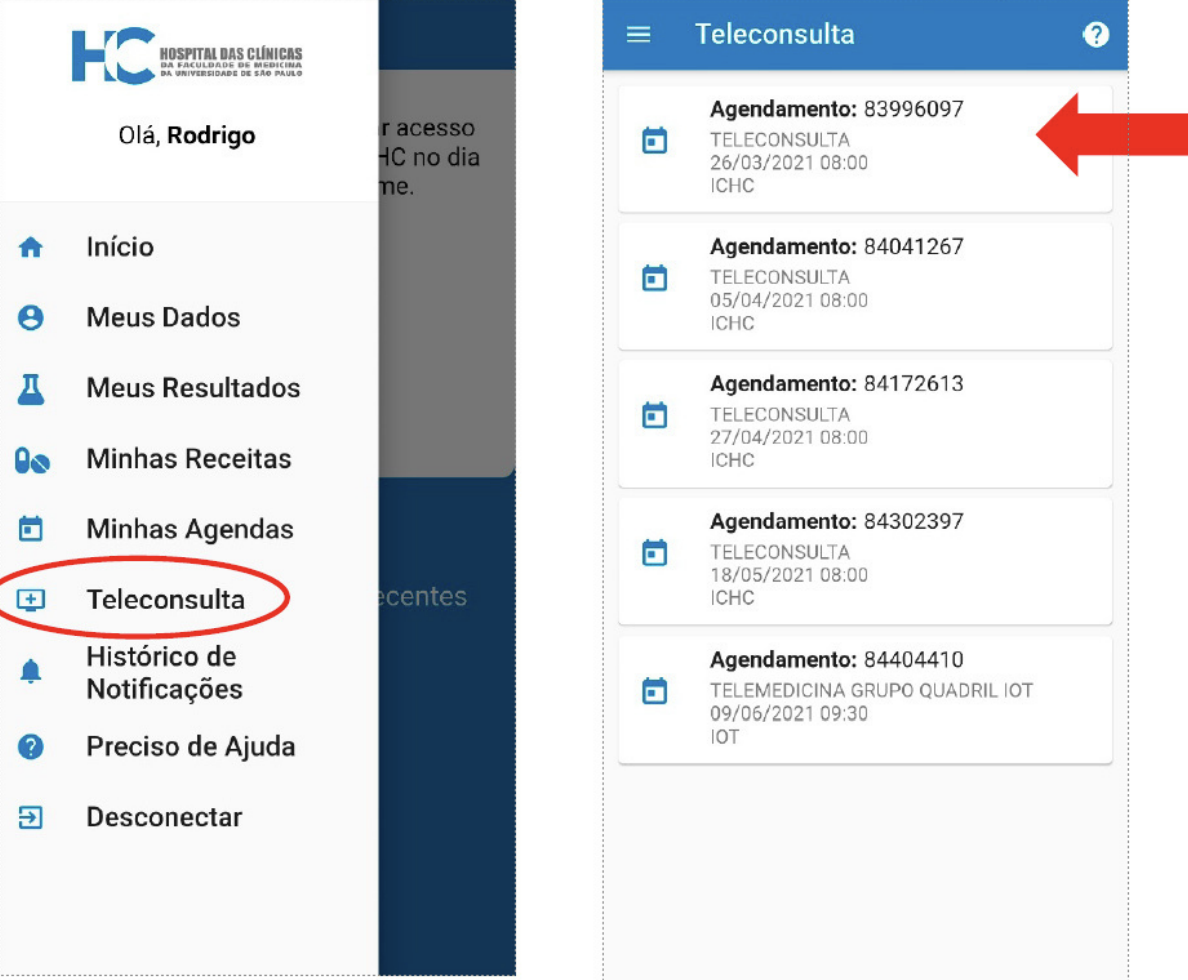 HC HOSPITAL DAS CLÍNICAS
DA FACULDADE DE MEDICINA
DA UNIVERSIDADE DE SÃO PAULO
Olá, Rodrigo
Início
Meus Dados
Meus Resultados
Minhas Receitas
Minhas Agendas
Teleconsulta
Histórico de
Notificações
Preciso de Ajuda
Desconectar
r acesso
HC no dia
me.
ecentes
Teleconsulta
Agendamento: 83996097
TELECONSULTA
26/03/2021 08:00
ICHC
Agendamento: 84041267
TELECONSULTA
05/04/2021 08:00
ICHC
Agendamento: 84172613
TELECONSULTA
27/04/2021 08:00
ICHC
Agendamento: 84302397
TELECONSULTA
18/05/2021 08:00
ICHC
Agendamento: 84404410
TELEMEDICINA GRUPO QUADRIL IOT
09/06/2021 09:30
IOT